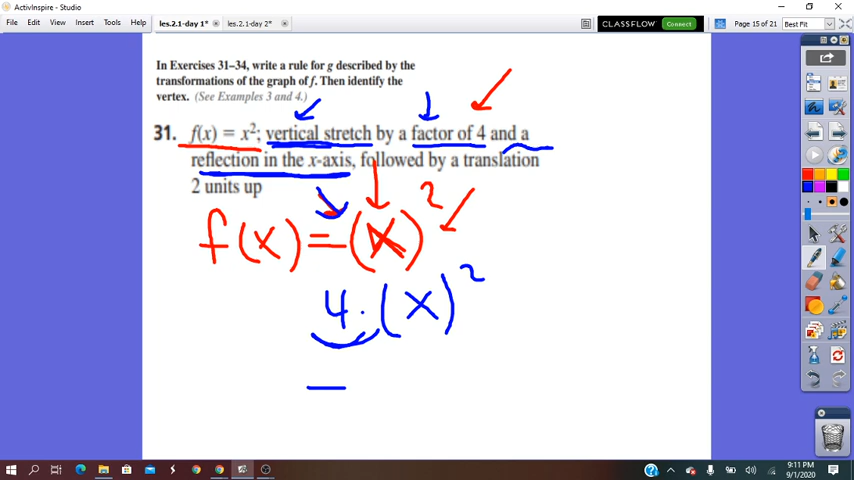 ActivInspire - Studio
File Edit View Insert Tools Help
les.2.1-day 1* les.2.1-day 2*
CLASSFLOW Connect
Page 15 of 21 Best Fit
In Exercises 31–34, write a rule for g described by the
transformations of the graph of f. Then identify the
vertex. (See Examples 3 and 4.)
31. f(x) = x²; vertical stretch by a factor of 4 and a
reflection in the x-axis, followed by a translation
2 units up
f(x) = (x)²
4 · (x)²
—
9:11 PM
9/1/2020